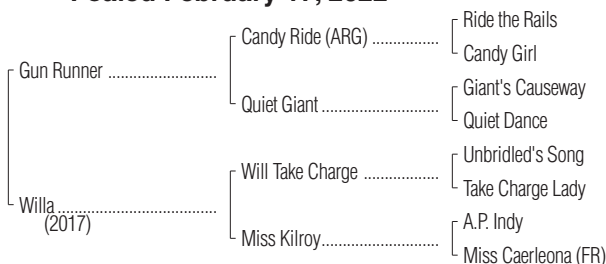 Foaled February 17, 2022
Ride the Rails
Candy Ride (ARG)
Candy Girl
Gun Runner
Giant's Causeway
Quiet Giant
Quiet Dance
Unbridled's Song
Will Take Charge
Take Charge Lady
Willa
(2017)
A.P. Indy
Miss Kilroy
Miss Caerleona (FR)